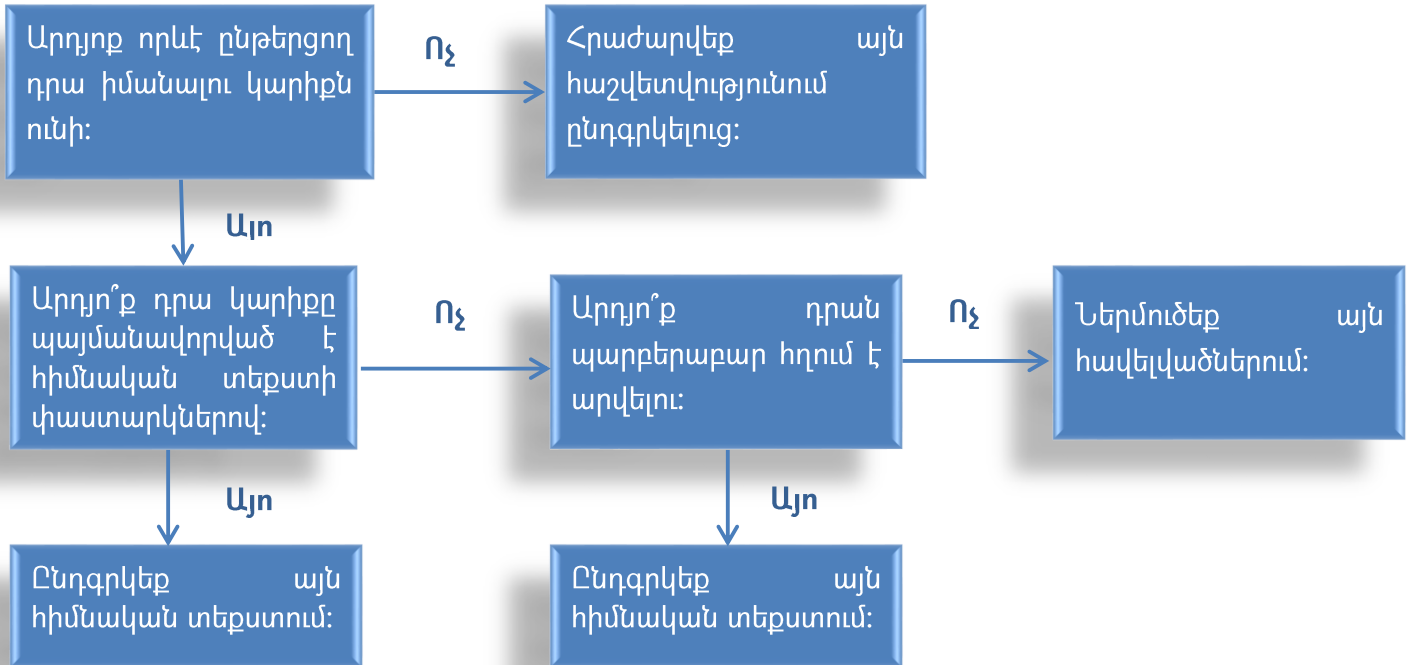 Արդյոք որևէ ընթերցող
դրա իմանալու կարիքն
ունի:
Ոչ
Հրաժարվեք այն
հաշվետվությունում
ընդգրկելուց:
Այո
Արդյո՞ք դրա կարիքը
պայմանավորված է
հիմնական տեքստի
փաստարկներով:
Ոչ
Արդյո՞ք դրան
պարբերաբար հղում է
արվելու:
Ոչ
Ներմուծեք այն
հավելվածներում:
Այո
Այո
Ընդգրկեք այն
հիմնական տեքստում:
Ընդգրկեք այն
հիմնական տեքստում: